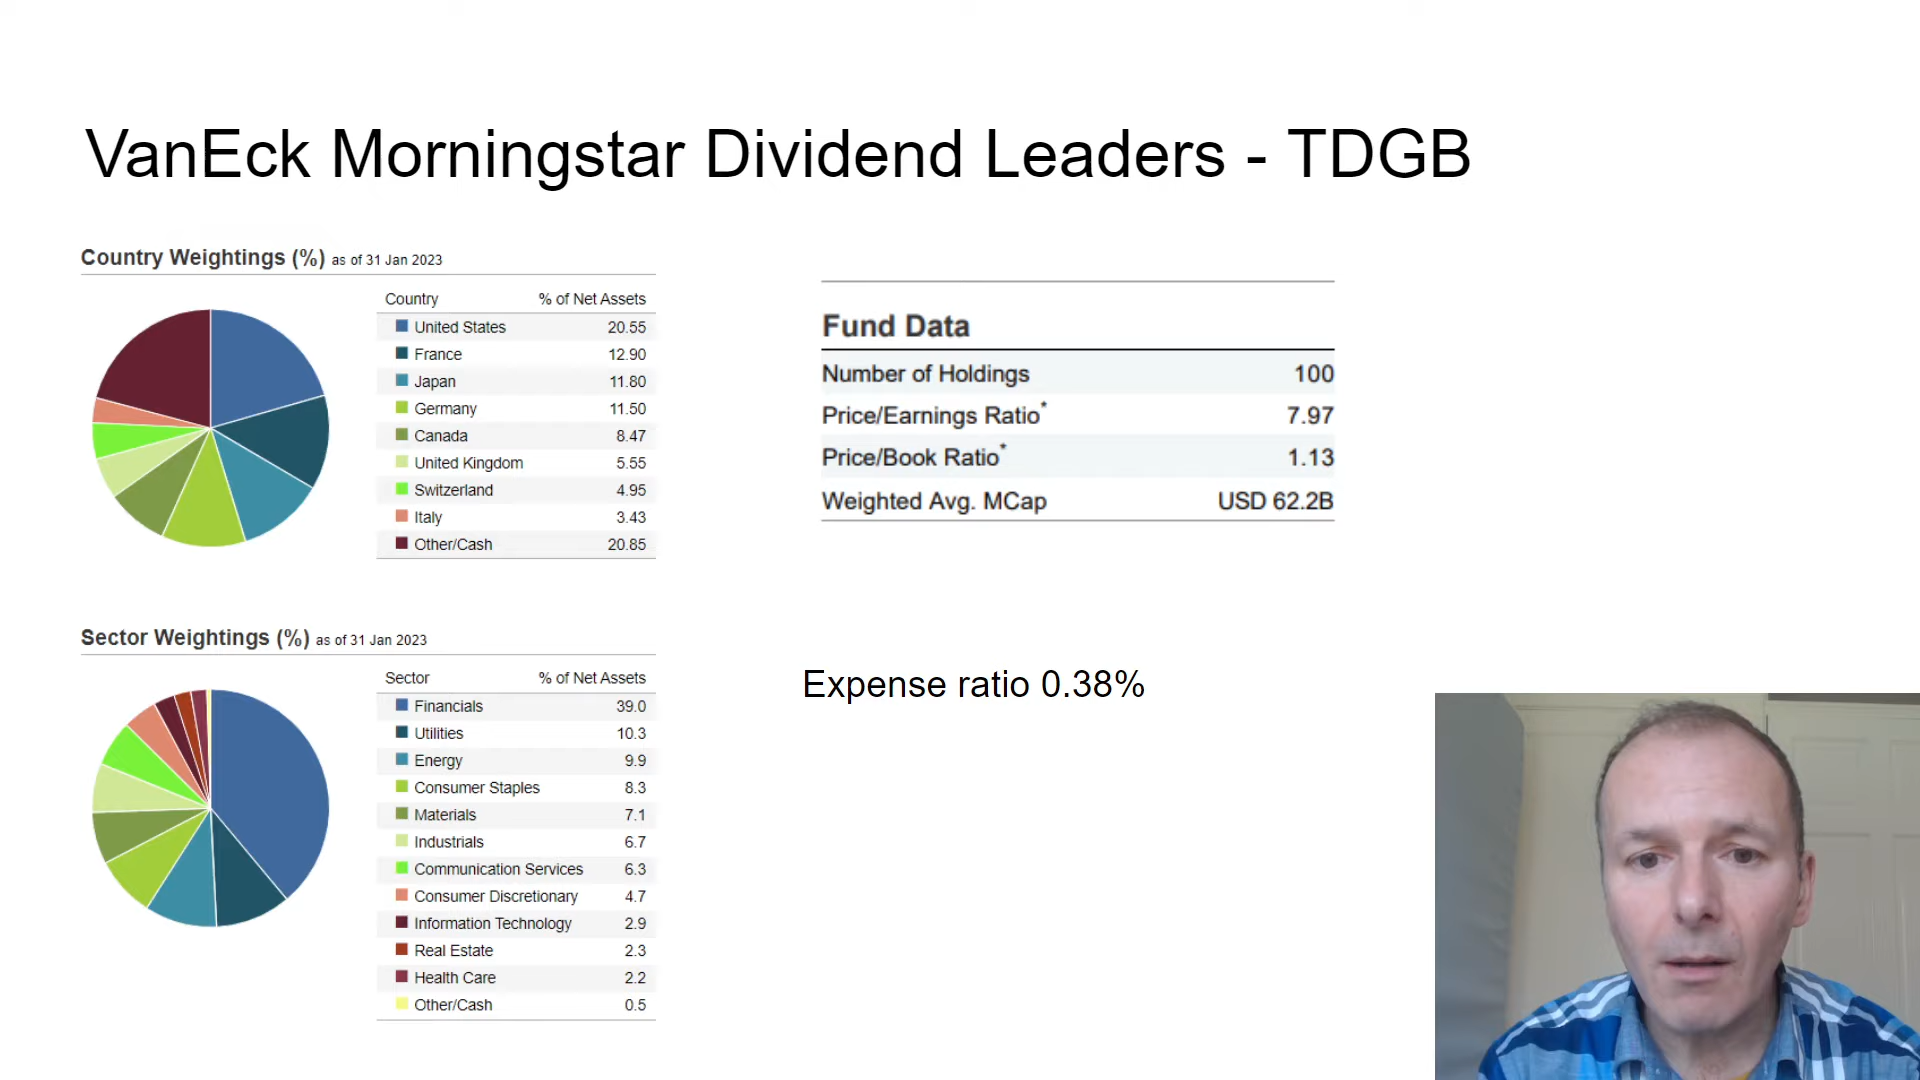 VanEck Morningstar Dividend Leaders - TDGB
Country Weightings (%) as of 31 Jan 2023
Country % of Net Assets
United States 20.55
France 12.90
Japan 11.80
Germany 11.50
Canada 8.47
United Kingdom 5.55
Switzerland 4.95
Italy 3.43
Other/Cash 20.85
Fund Data
Number of Holdings 100
Price/Earnings Ratio* 7.97
Price/Book Ratio* 1.13
Weighted Avg. MCap USD 62.2B
Sector Weightings (%) as of 31 Jan 2023
Sector % of Net Assets
Financials 39.0
Utilities 10.3
Energy 9.9
Consumer Staples 8.3
Materials 7.1
Industrials 6.7
Communication Services 6.3
Consumer Discretionary 4.7
Information Technology 2.9
Real Estate 2.3
Health Care 2.2
Other/Cash 0.5
Expense ratio 0.38%